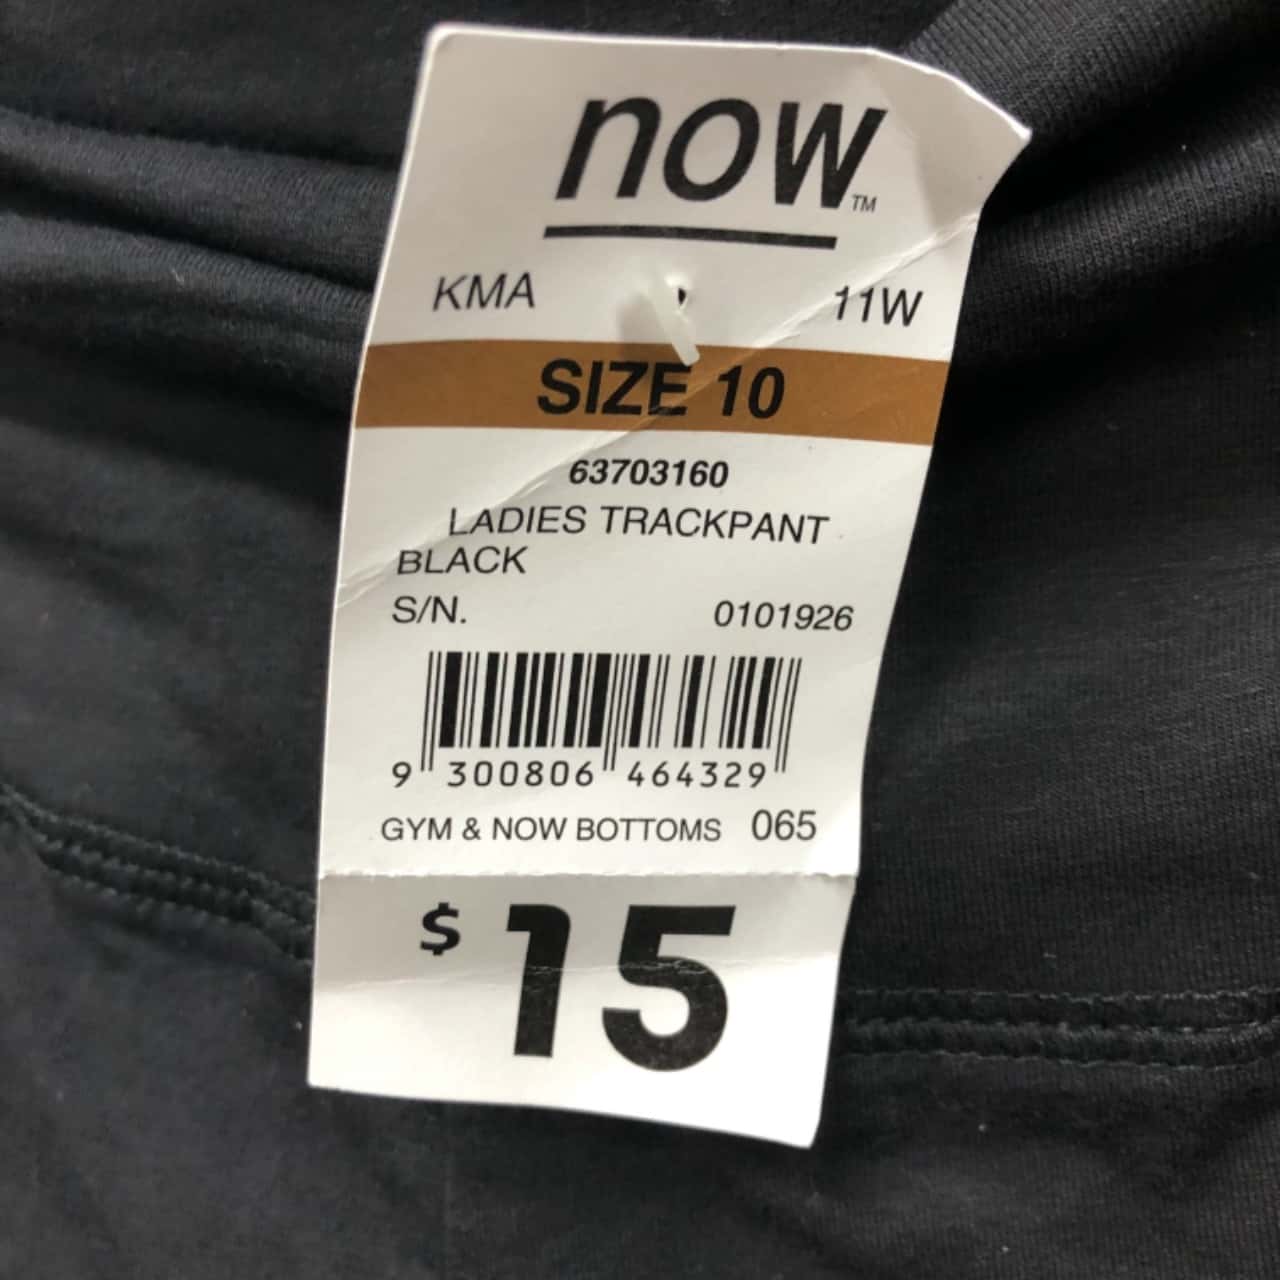 now™
KMA 11W
SIZE 10
63703160
LADIES TRACKPANT
BLACK
S/N. 0101926
9 300806 464329
GYM & NOW BOTTOMS 065
$15